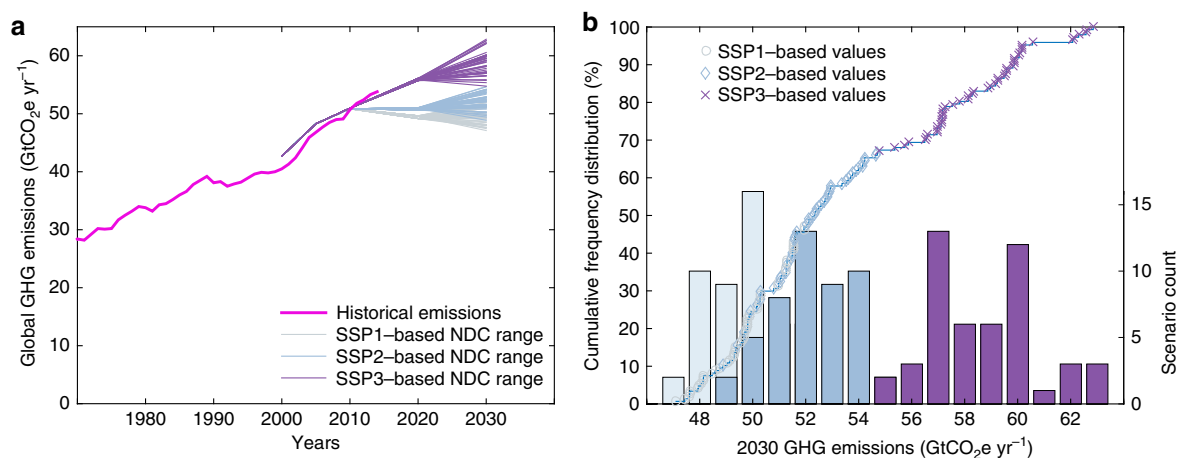 a
60
50
40
30
20
10
0
Global GHG emissions (GtCO₂e yr⁻¹)
Historical emissions
SSP1–based NDC range
SSP2–based NDC range
SSP3–based NDC range
1980 1990 2000 2010 2020 2030
Years
b
100
90
80
70
60
50
40
30
20
10
0
Cumulative frequency distribution (%)
SSP1–based values
SSP2–based values
SSP3–based values
15
10
5
0
Scenario count
48 50 52 54 56 58 60 62
2030 GHG emissions (GtCO₂e yr⁻¹)